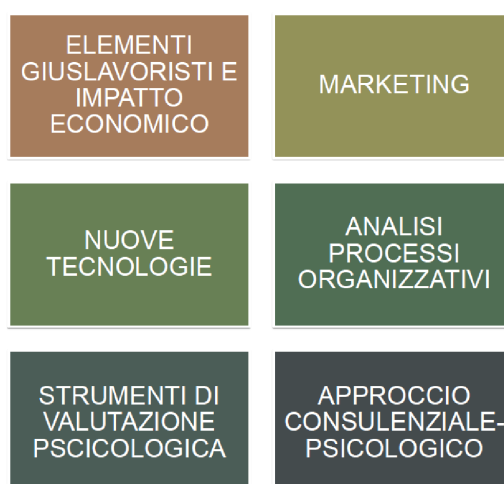 ELEMENTI
GIUSLAVORISTI E
IMPATTO
ECONOMICO
MARKETING
NUOVE
TECNOLOGIE
ANALISI
PROCESSI
ORGANIZZATIVI
STRUMENTI DI
VALUTAZIONE
PSCICOLOGICA
APPROCCIO
CONSULENZIALE-
PSICOLOGICO